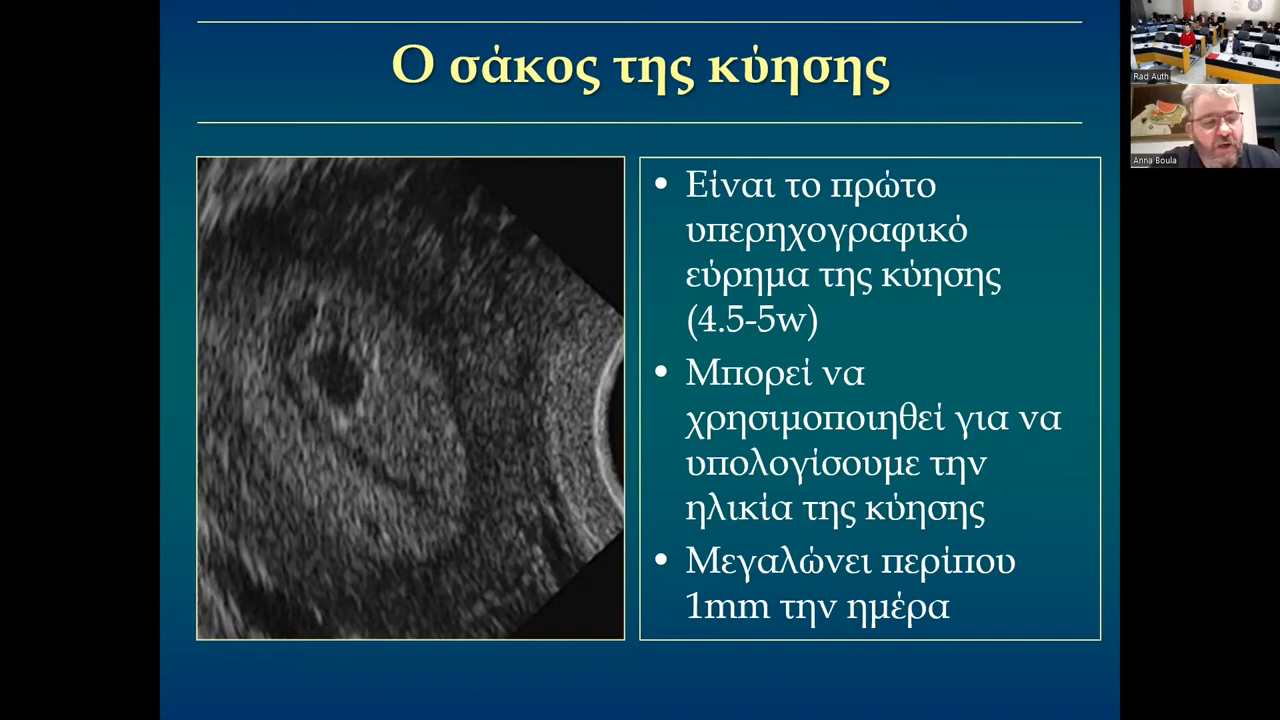 Ο σάκος της κύησης
• Είναι το πρώτο
υπερηχογραφικό
εύρημα της κύησης
(4.5-5w)
• Μπορεί να
χρησιμοποιηθεί για να
υπολογίσουμε την
ηλικία της κύησης
• Μεγαλώνει περίπου
1mm την ημέρα
Rad Auth
Anna Boula